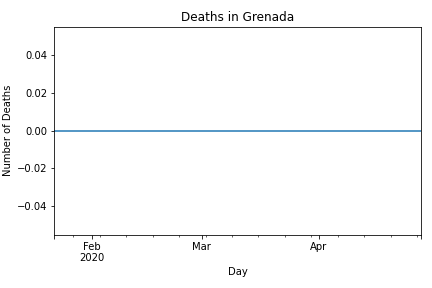 Deaths in Grenada
Number of Deaths
0.04
0.02
0.00
−0.02
−0.04
Feb
2020
Mar
Apr
Day